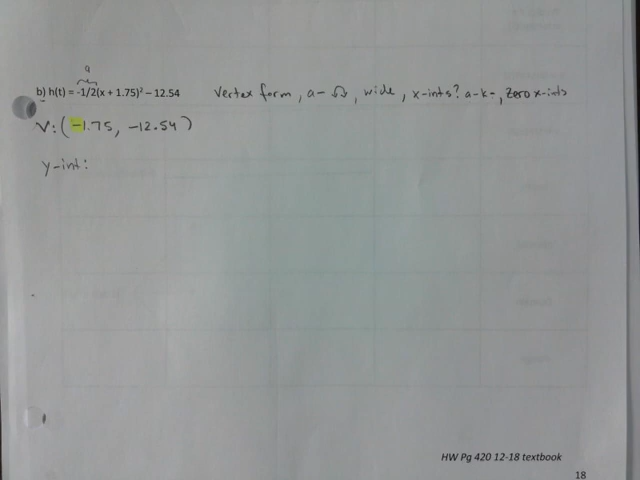 a
b) h(t) = -1/2(x + 1.75)² – 12.54 Vertex form, a-, wide, x-ints? a- k-, zero x-ints
V: (-1.75, -12.54)
y-int:
HW Pg 420 12-18 textbook
18